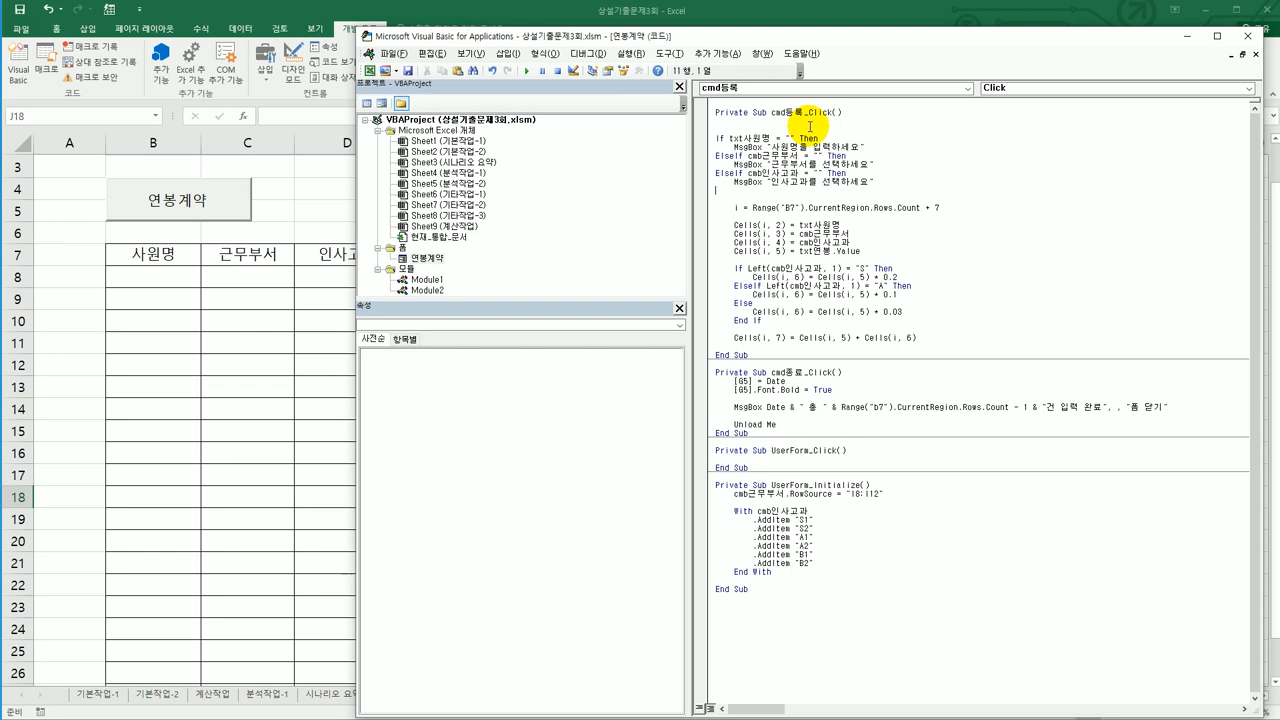 상설기출문제3회 - Excel
Microsoft Visual Basic for Applications - 상설기출문제3회.xlsm - [연봉계약 (코드)]
파일 홈 삽입 페이지 레이아웃 수식 데이터
파일(F) 편집(E) 보기(V) 삽입(I) 형식(O) 디버그(D) 실행(R) 도구(T) 추가 기능(A) 창(W) 도움말(H)
Visual Basic
매크로
매크로 기록
상대 참조로 기록
매크로 보안
코드
추가 기능
Excel 추가 기능
COM 추가 기능
추가 기능
삽입
디자인 모드
속성
코드 보기
컨트롤
11 행, 1 열
프로젝트 - VBAProject
cmd등록
Click
J18
fx
A B C D
3
4
5
6
7
8
9
10
11
12
13
14
15
16
17
18
19
20
21
22
23
24
25
26
연봉계약
사원명 근무부서 인사고
VBAProject (상설기출문제3회.xlsm)
Microsoft Excel 개체
Sheet1 (기본작업-1)
Sheet2 (기본작업-2)
Sheet3 (시나리오 요약)
Sheet4 (분석작업-1)
Sheet5 (분석작업-2)
Sheet6 (기타작업-1)
Sheet7 (기타작업-2)
Sheet8 (기타작업-3)
Sheet9 (계산작업)
현재_통합_문서
폼
연봉계약
모듈
Module1
Module2
속성
사전순 항목별
Private Sub cmd등록_Click()
If txt사원명 = "" Then
MsgBox "사원명을 입력하세요"
ElseIf cmb근무부서 = "" Then
MsgBox "근무부서를 선택하세요"
ElseIf cmb인사고과 = "" Then
MsgBox "인사고과를 선택하세요"
i = Range("B7").CurrentRegion.Rows.Count + 7
Cells(i, 2) = txt사원명
Cells(i, 3) = cmb근무부서
Cells(i, 4) = cmb인사고과
Cells(i, 5) = txt연봉.Value
If Left(cmb인사고과, 1) = "S" Then
Cells(i, 6) = Cells(i, 5) * 0.2
ElseIf Left(cmb인사고과, 1) = "A" Then
Cells(i, 6) = Cells(i, 5) * 0.1
Else
Cells(i, 6) = Cells(i, 5) * 0.03
End If
Cells(i, 7) = Cells(i, 5) + Cells(i, 6)
End Sub
Private Sub cmd종료_Click()
[G5] = Date
[G5].Font.Bold = True
MsgBox Date & " 총 " & Range("b7").CurrentRegion.Rows.Count - 1 & "건 입력 완료", , "폼 닫기"
Unload Me
End Sub
Private Sub UserForm_Click()
End Sub
Private Sub UserForm_Initialize()
cmb근무부서.RowSource = "I8:I12"
With cmb인사고과
.AddItem "S1"
.AddItem "S2"
.AddItem "A1"
.AddItem "A2"
.AddItem "B1"
.AddItem "B2"
End With
End Sub
기본작업-1 기본작업-2 계산작업 분석작업-1 시나리오 요
준비